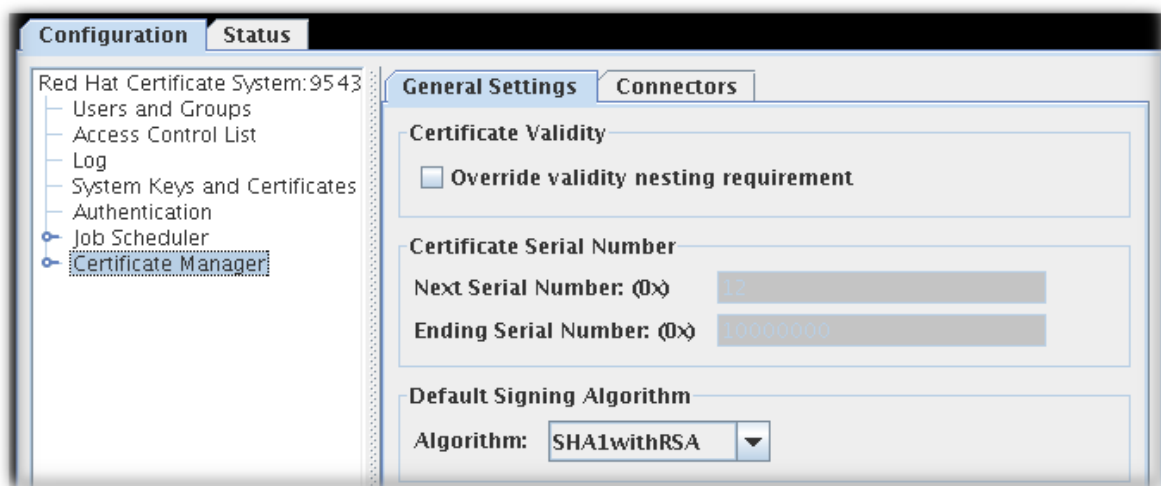 Configuration Status
Red Hat Certificate System:9543
Users and Groups
Access Control List
Log
System Keys and Certificates
Authentication
Job Scheduler
Certificate Manager
General Settings Connectors
Certificate Validity
Override validity nesting requirement
Certificate Serial Number
Next Serial Number: (0x) 12
Ending Serial Number: (0x) 10000000
Default Signing Algorithm
Algorithm: SHA1withRSA